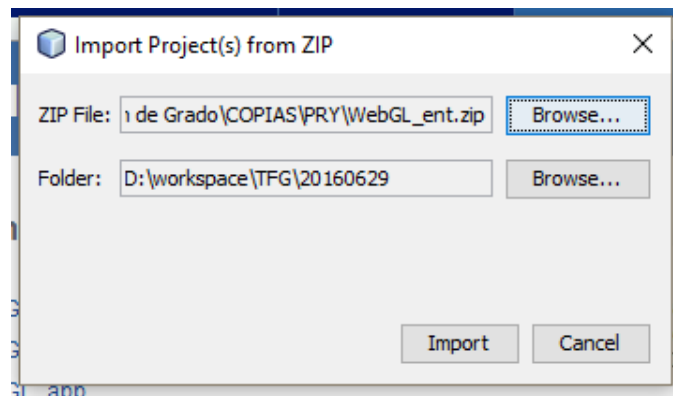 Import Project(s) from ZIP
ZIP File: de Grado\COPIAS\PRY\WebGL_ent.zip Browse...
Folder: D:\workspace\TFG\20160629 Browse...
Import Cancel
app